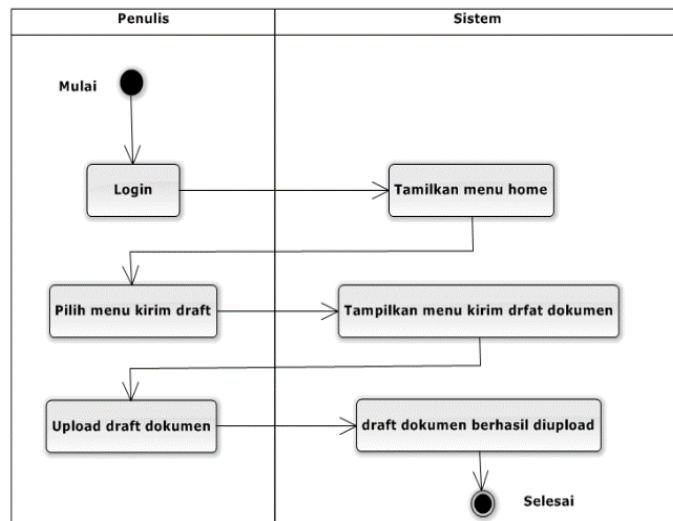 Penulis
Sistem
Mulai
Login
Tamilkan menu home
Pilih menu kirim draft
Tampilkan menu kirim drfat dokumen
Upload draft dokumen
draft dokumen berhasil diupload
Selesai